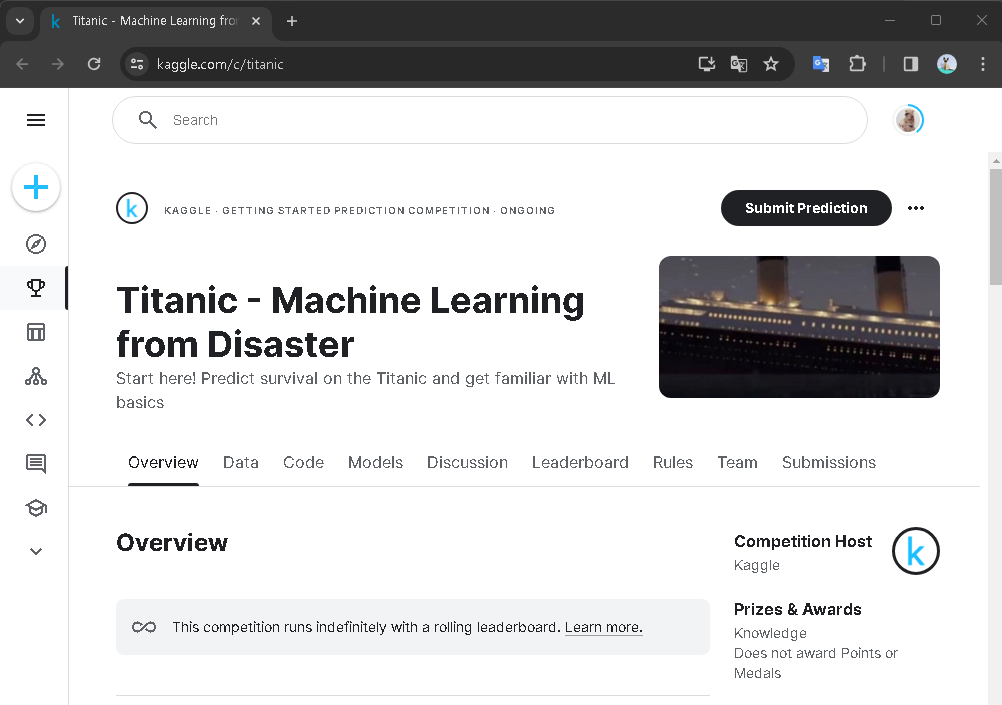 Titanic - Machine Learning fro
kaggle.com/c/titanic
Search
KAGGLE · GETTING STARTED PREDICTION COMPETITION · ONGOING
Submit Prediction
Titanic - Machine Learning
from Disaster
Start here! Predict survival on the Titanic and get familiar with ML
basics
Overview Data Code Models Discussion Leaderboard Rules Team Submissions
Overview
This competition runs indefinitely with a rolling leaderboard. Learn more.
Competition Host
Kaggle
Prizes & Awards
Knowledge
Does not award Points or
Medals